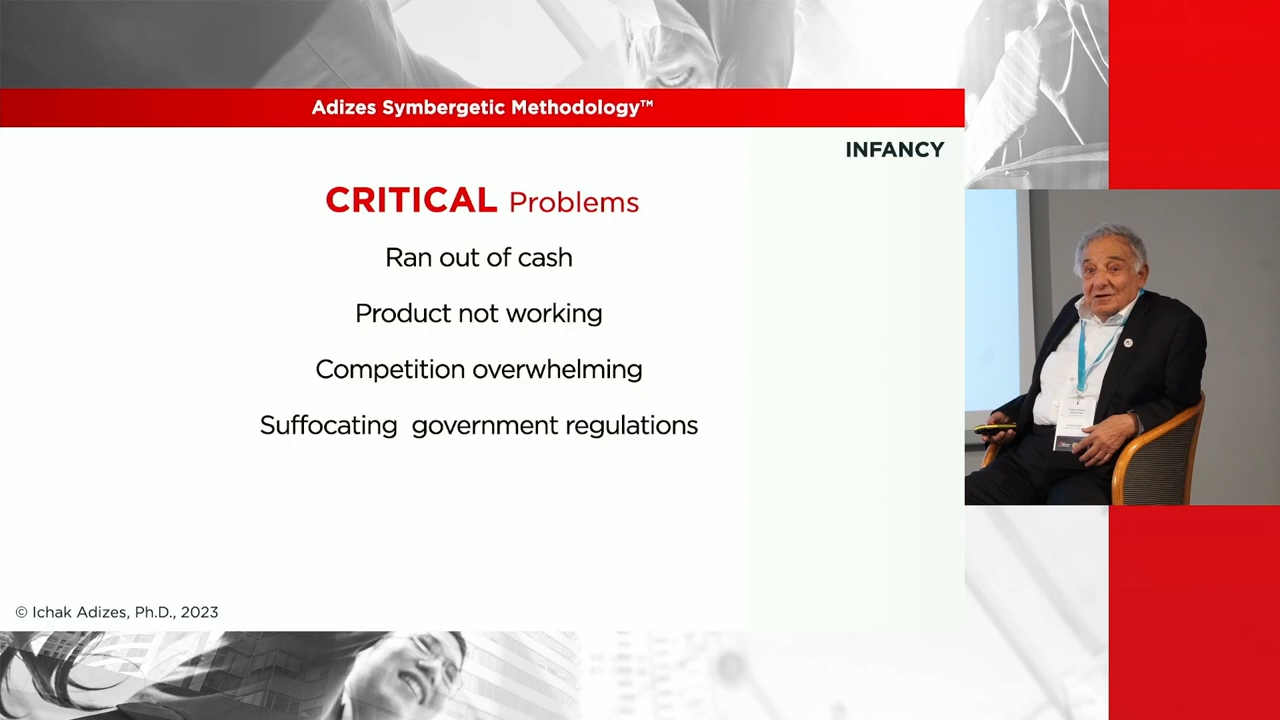 Adizes Symbergetic Methodology™
INFANCY
CRITICAL Problems
Ran out of cash
Product not working
Competition overwhelming
Suffocating government regulations
© Ichak Adizes, Ph.D., 2023